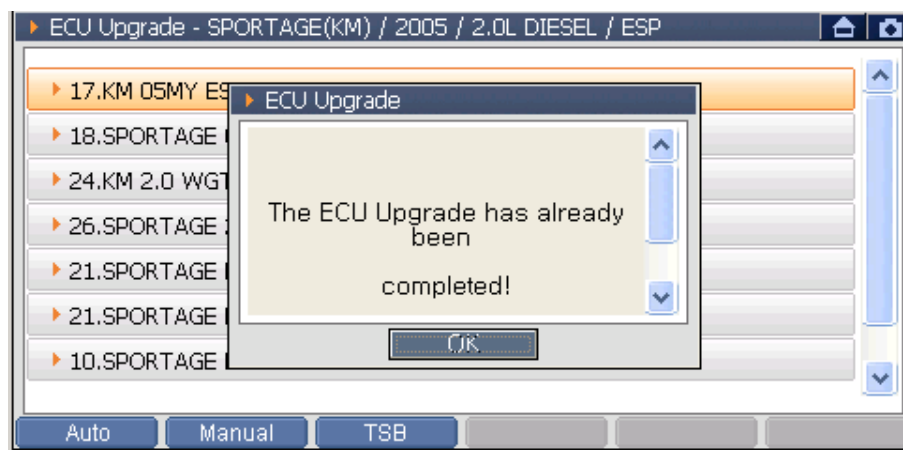 ECU Upgrade - SPORTAGE(KM) / 2005 / 2.0L DIESEL / ESP
17.KM 05MY ES
ECU Upgrade
18.SPORTAGE
24.KM 2.0 WGT
26.SPORTAGE
21.SPORTAGE
21.SPORTAGE
10.SPORTAGE
The ECU Upgrade has already
been
completed!
OK
Auto Manual TSB